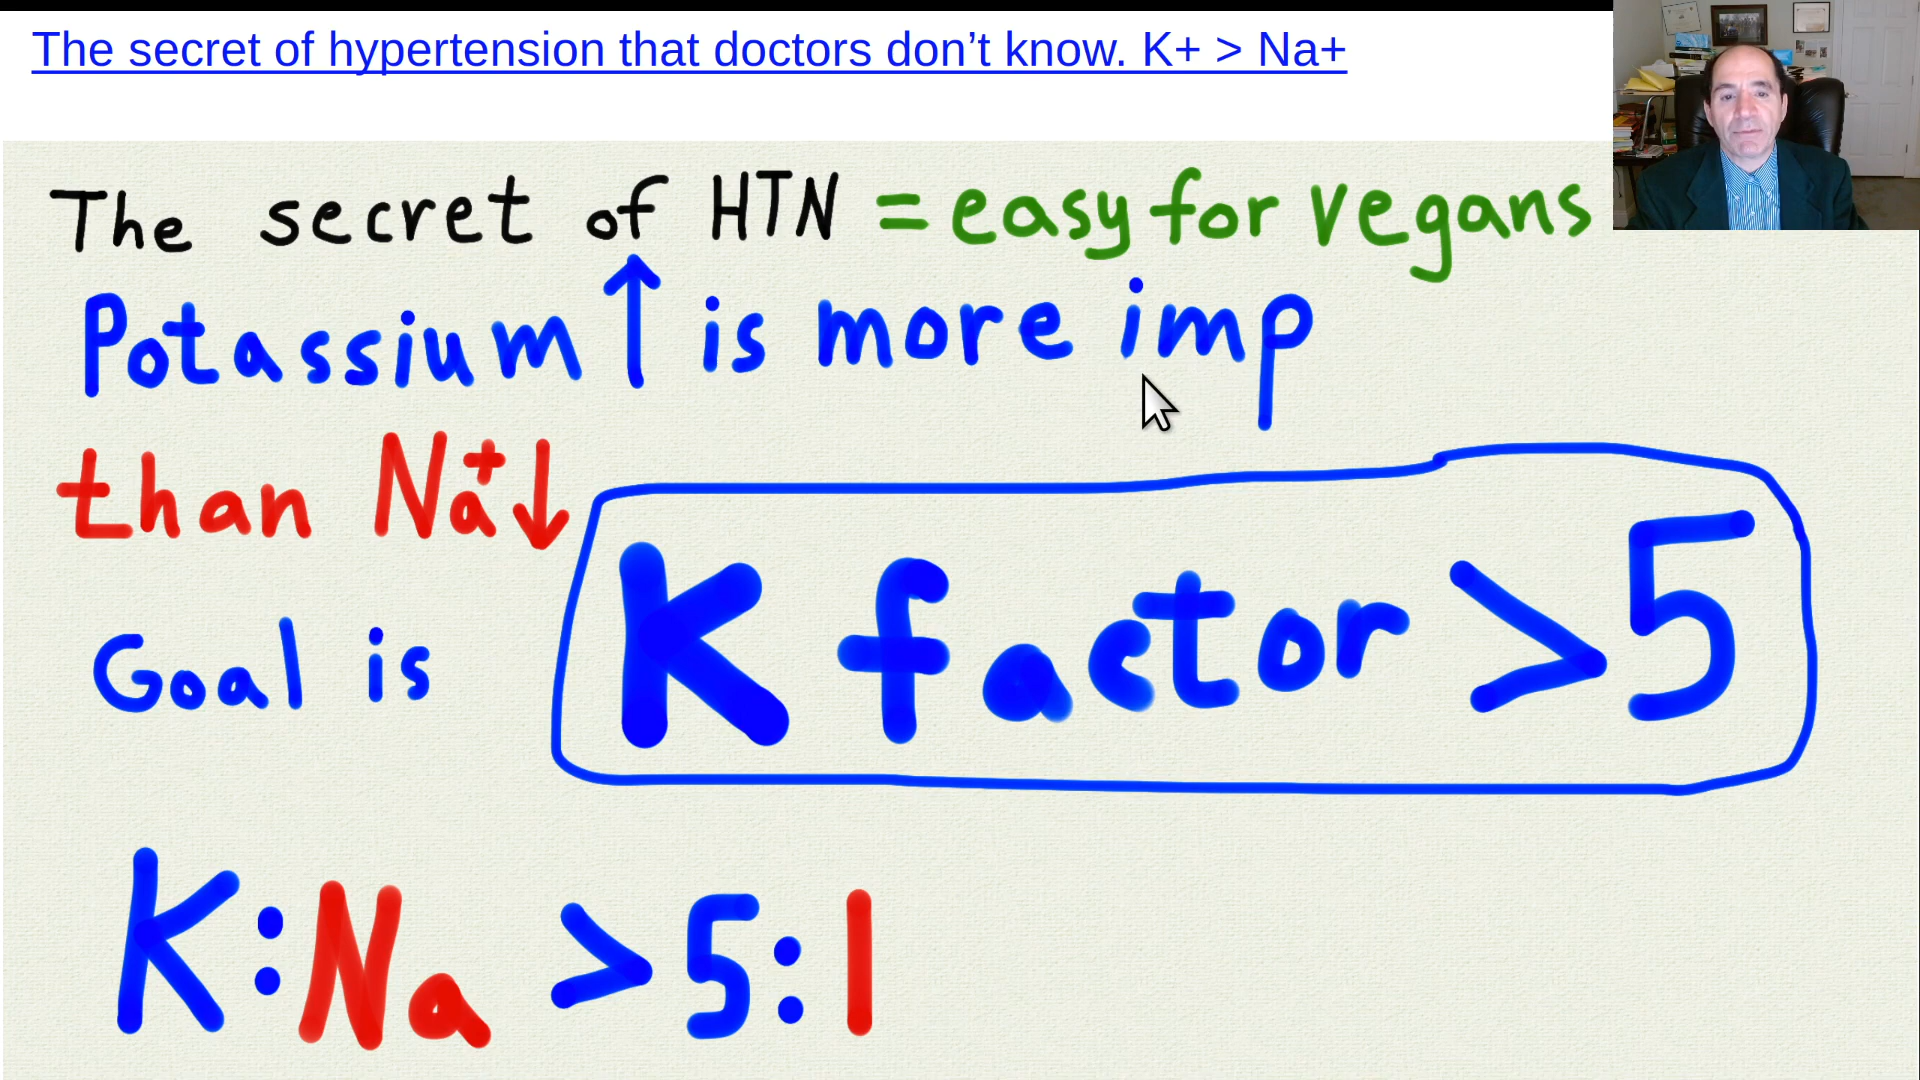 The secret of hypertension that doctors don’t know. K+ > Na+
The secret of HTN = easy for vegans
Potassium ↑ is more imp
than Na+ ↓
Goal is K factor > 5
K:Na > 5:1